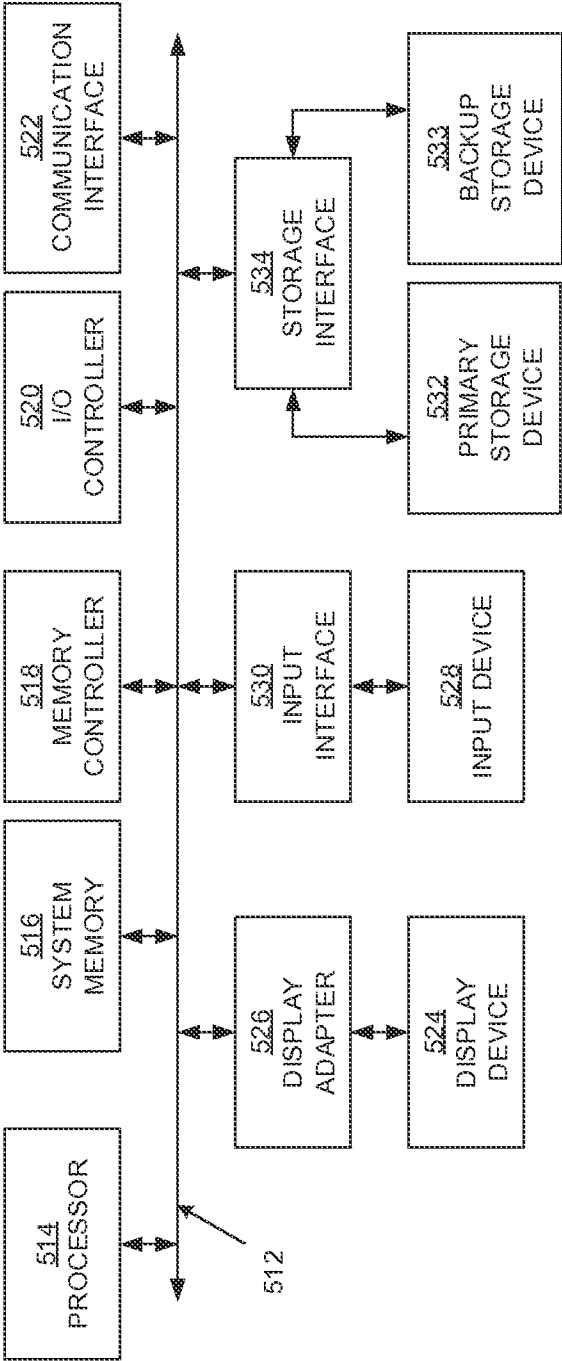 514
PROCESSOR
516
SYSTEM
MEMORY
518
MEMORY
CONTROLLER
520
I/O
CONTROLLER
522
COMMUNICATION
INTERFACE
512
526
DISPLAY
ADAPTER
530
INPUT
INTERFACE
534
STORAGE
INTERFACE
524
DISPLAY
DEVICE
528
INPUT DEVICE
532
PRIMARY
STORAGE
DEVICE
533
BACKUP
STORAGE
DEVICE